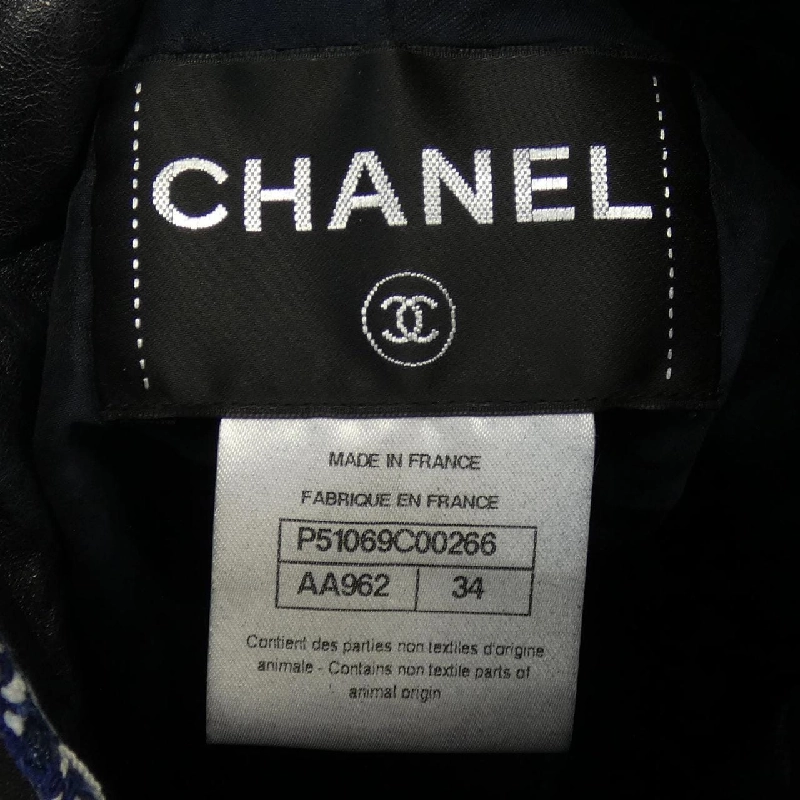 CHANEL
MADE IN FRANCE
FABRIQUE EN FRANCE
P51069C00266
AA962 34
Contient des parties non textiles d'origine
animale - Contains non textile parts of
animal origin